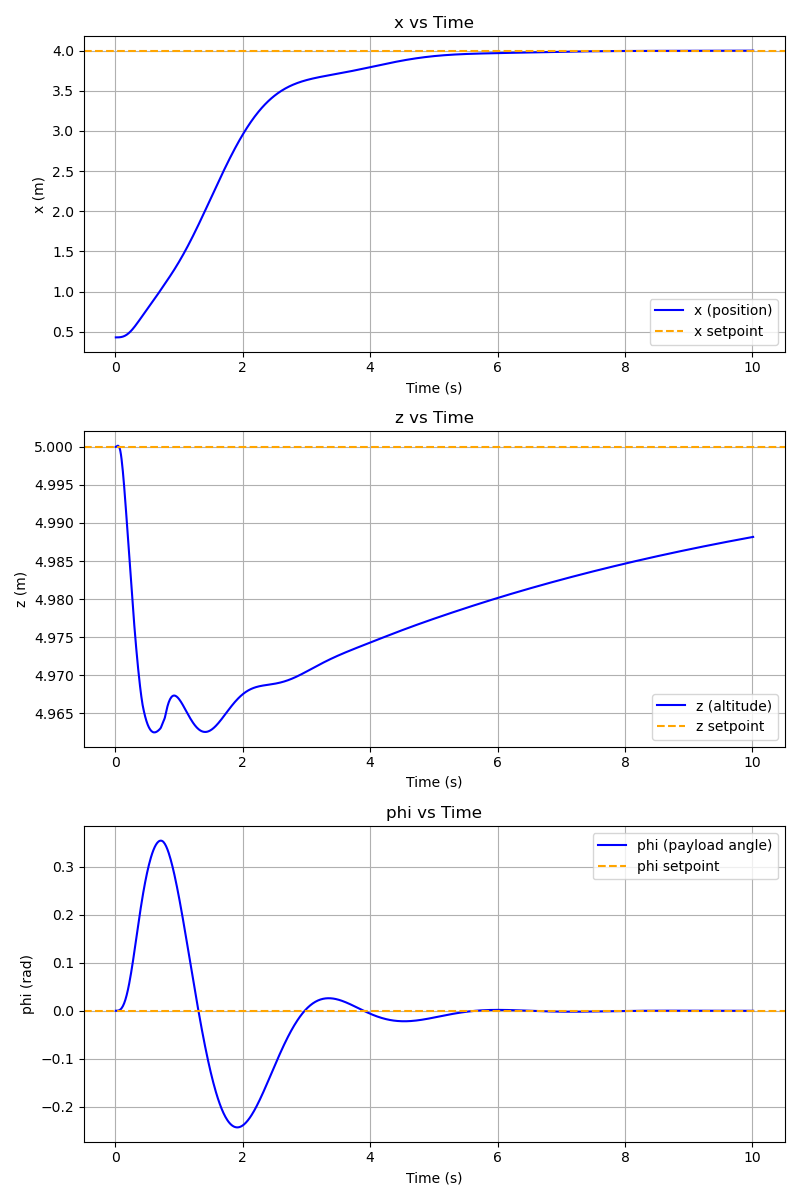 x vs Time
4.0
3.5
3.0
2.5
2.0
1.5
1.0
0.5
x (m)
x (position)
x setpoint
0 2 4 6 8 10
Time (s)
z vs Time
5.000
4.995
4.990
4.985
4.980
4.975
4.970
4.965
z (m)
z (altitude)
z setpoint
0 2 4 6 8 10
Time (s)
phi vs Time
phi (payload angle)
phi setpoint
0.3
0.2
0.1
0.0
−0.1
−0.2
phi (rad)
0 2 4 6 8 10
Time (s)